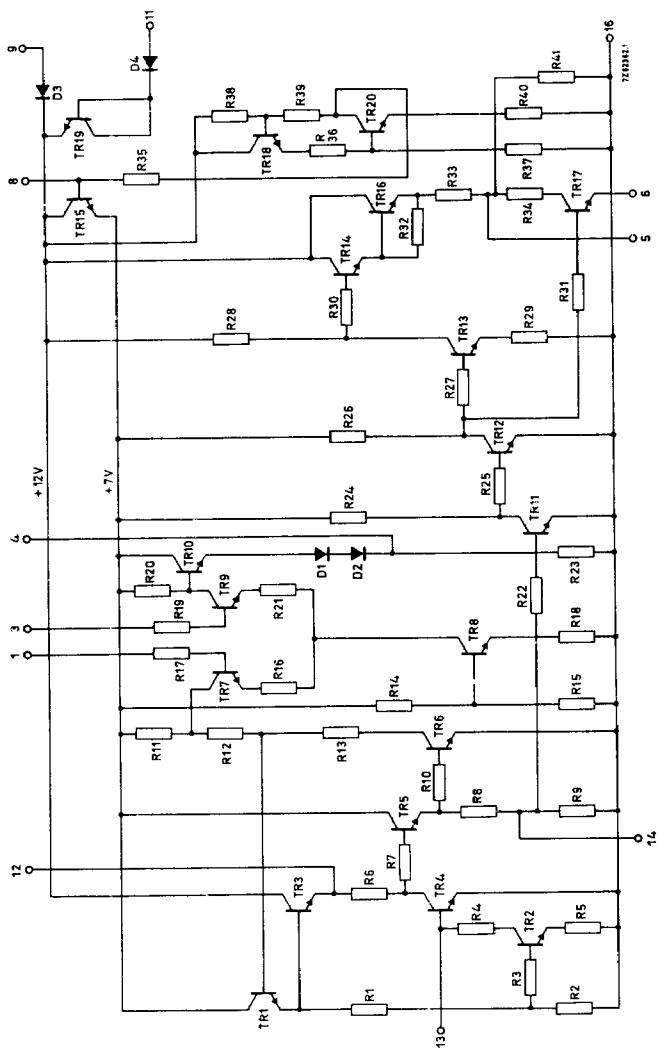 9
11
D3
D4
TR19
8
R35
TR15
R38
R39
TR18
R
36
TR20
R41
16
7Z62362.1
R40
R37
TR16
R33
R32
TR14
R34
TR17
6
5
R30
R28
R31
TR13
R29
R27
R26
TR12
R25
+12V
+7V
R24
TR11
4
R20
TR10
D1
D2
R23
R19
TR9
R21
R22
3
1
R17
TR7
R16
TR8
R18
R14
R15
R11
R12
R13
TR6
R10
TR5
R8
R9
R7
14
12
TR3
R6
TR4
R4
TR2
R5
R3
TR1
R1
R2
13